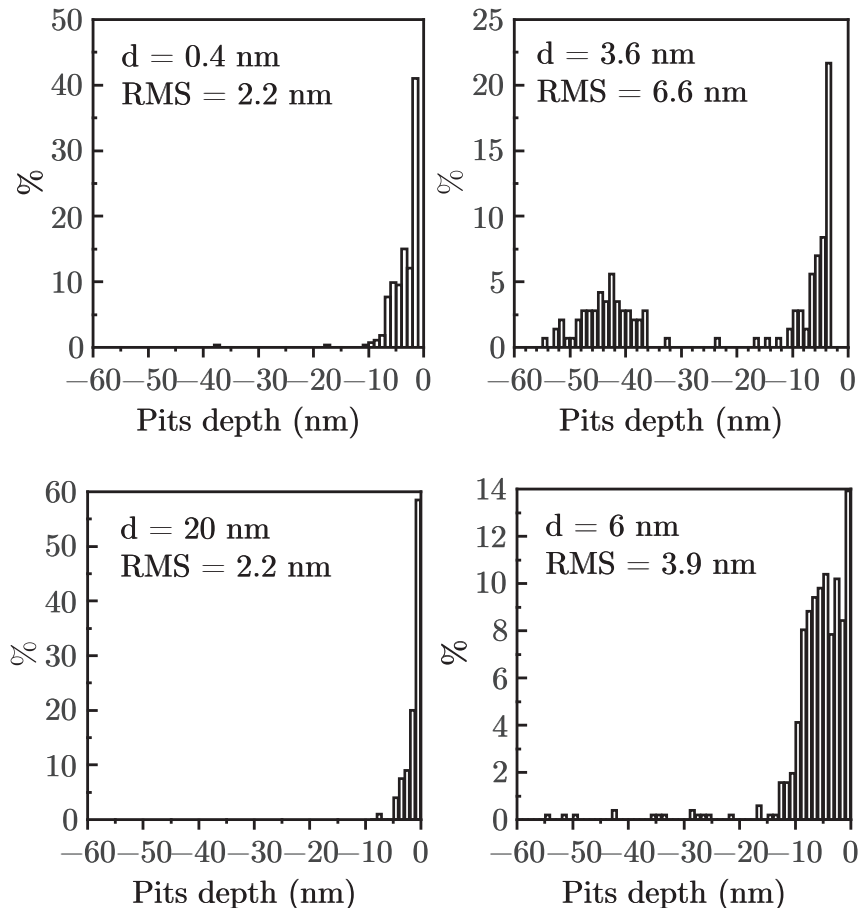 50
40
30
20
10
0
%
d = 0.4 nm
RMS = 2.2 nm
−60−50−40−30−20−10 0
Pits depth (nm)
25
20
15
10
5
0
%
d = 3.6 nm
RMS = 6.6 nm
−60−50−40−30−20−10 0
Pits depth (nm)
60
50
40
30
20
10
0
%
d = 20 nm
RMS = 2.2 nm
−60−50−40−30−20−10 0
Pits depth (nm)
14
12
10
8
6
4
2
0
%
d = 6 nm
RMS = 3.9 nm
−60−50−40−30−20−10 0
Pits depth (nm)